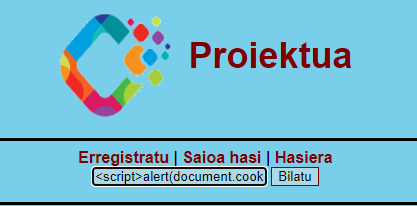 Proiektua
Erregistratu | Saioa hasi | Hasiera
<script>alert(document.cook Bilatu